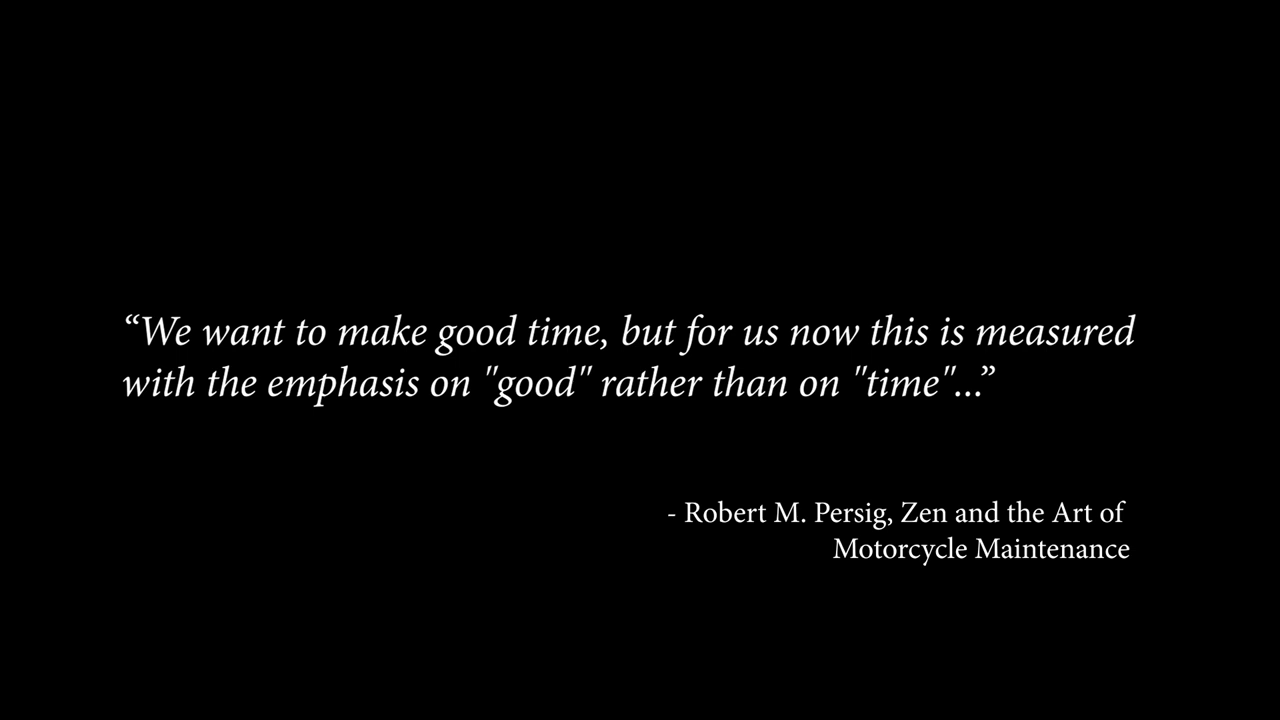 “We want to make good time, but for us now this is measured
with the emphasis on "good" rather than on "time"...”
- Robert M. Persig, Zen and the Art of
Motorcycle Maintenance